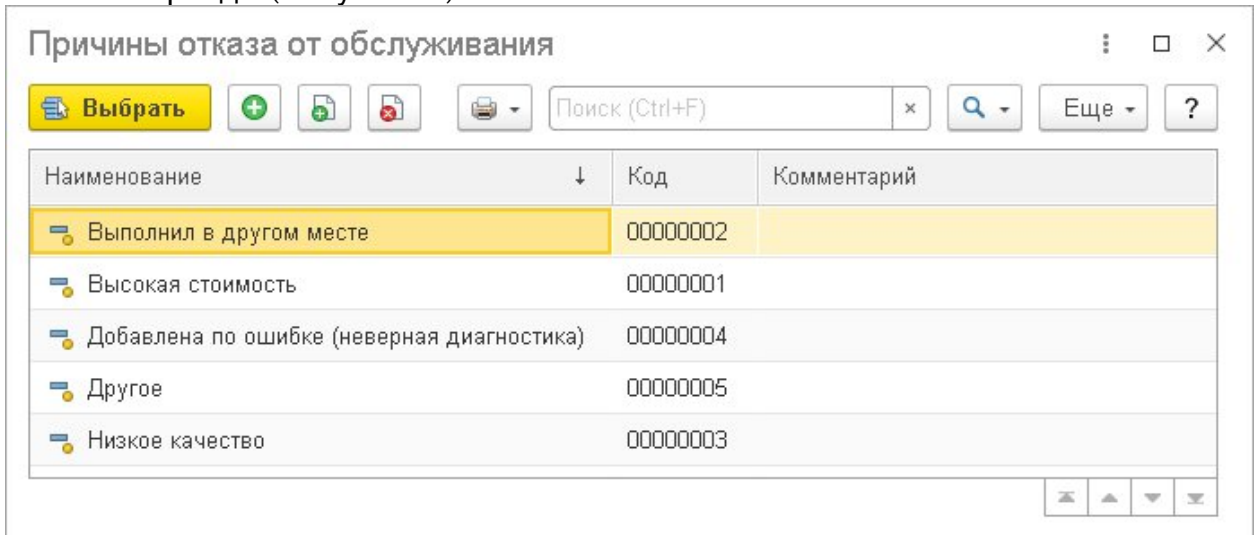 Причины отказа от обслуживания
Выбрать Поиск (Ctrl+F) × Еще ?
Наименование ↓ Код Комментарий
Выполнил в другом месте 00000002
Высокая стоимость 00000001
Добавлена по ошибке (неверная диагностика) 00000004
Другое 00000005
Низкое качество 00000003